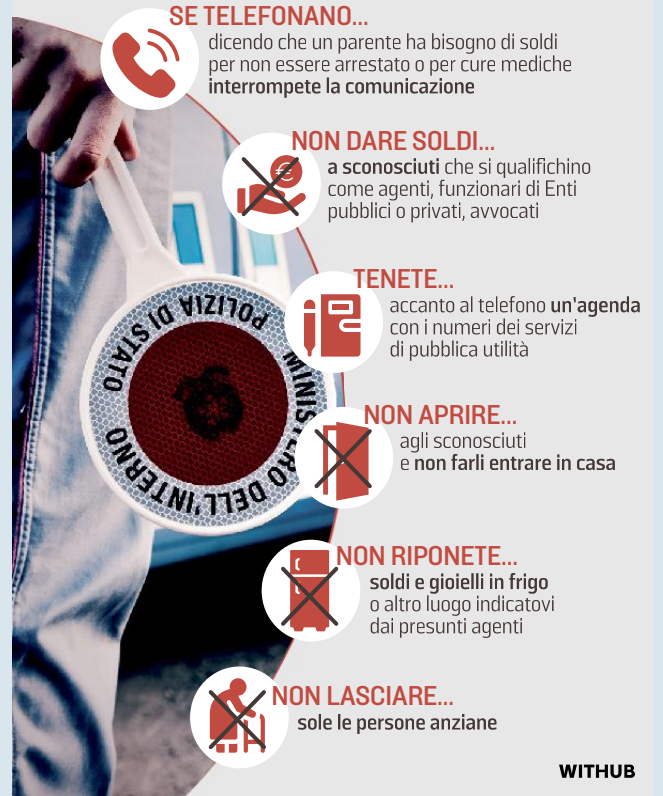 SE TELEFONANO...
dicendo che un parente ha bisogno di soldi
per non essere arrestato o per cure mediche
interrompete la comunicazione
NON DARE SOLDI...
a sconosciuti che si qualifichino
come agenti, funzionari di Enti
pubblici o privati, avvocati
TENETE...
accanto al telefono un'agenda
con i numeri dei servizi
di pubblica utilità
POLIZIA DI STATO
MINISTERO DELL'INTERNO
NON APRIRE...
agli sconosciuti
e non farli entrare in casa
NON RIPONETE...
soldi e gioielli in frigo
o altro luogo indicatovi
dai presunti agenti
NON LASCIARE...
sole le persone anziane
WITHUB